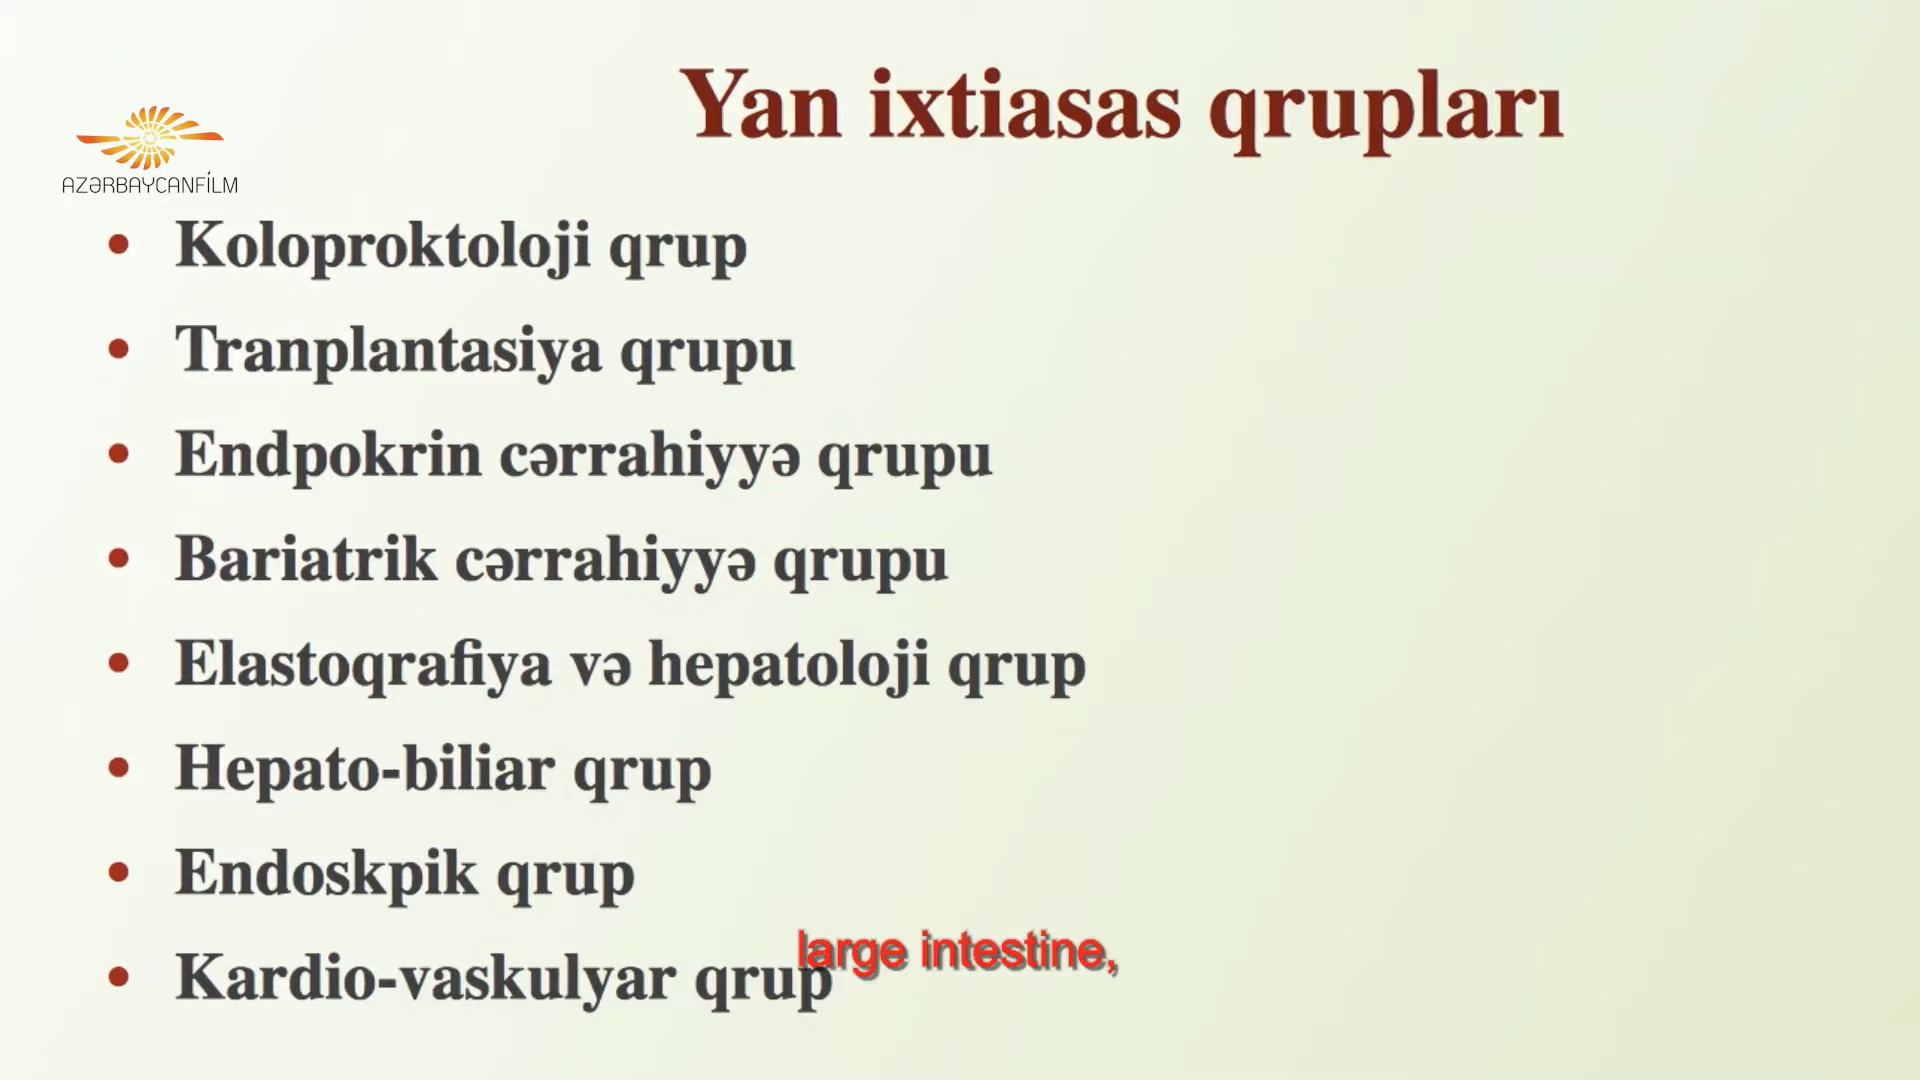 Yan ixtiasas qrupları
AZƏRBAYCANFİLM
• Koloproktoloji qrup
• Tranplantasiya qrupu
• Endpokrin cərrahiyyə qrupu
• Bariatrik cərrahiyyə qrupu
• Elastoqrafiya və hepatoloji qrup
• Hepato-biliar qrup
• Endoskpik qrup
• Kardio-vaskulyar qrup
large intestine,